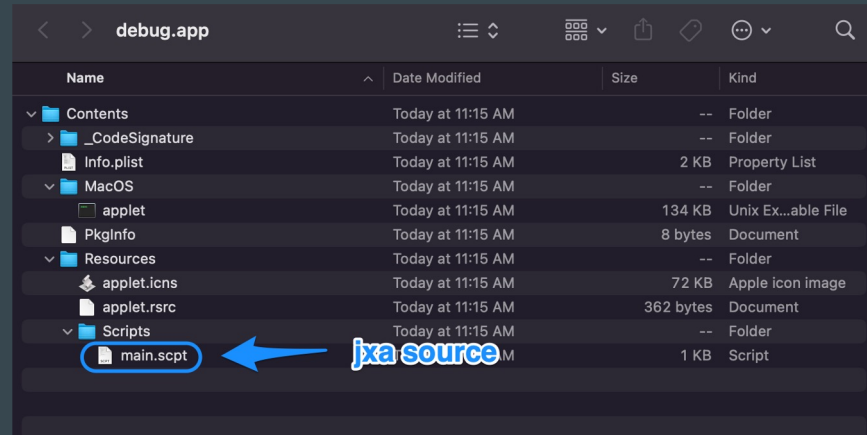 debug.app
Name Date Modified Size Kind
Contents Today at 11:15 AM -- Folder
_CodeSignature Today at 11:15 AM -- Folder
Info.plist Today at 11:15 AM 2 KB Property List
MacOS Today at 11:15 AM -- Folder
applet Today at 11:15 AM 134 KB Unix Ex...able File
PkgInfo Today at 11:15 AM 8 bytes Document
Resources Today at 11:15 AM -- Folder
applet.icns Today at 11:15 AM 72 KB Apple icon image
applet.rsrc Today at 11:15 AM 362 bytes Document
Scripts Today at 11:15 AM -- Folder
main.scpt jxa source AM 1 KB Script